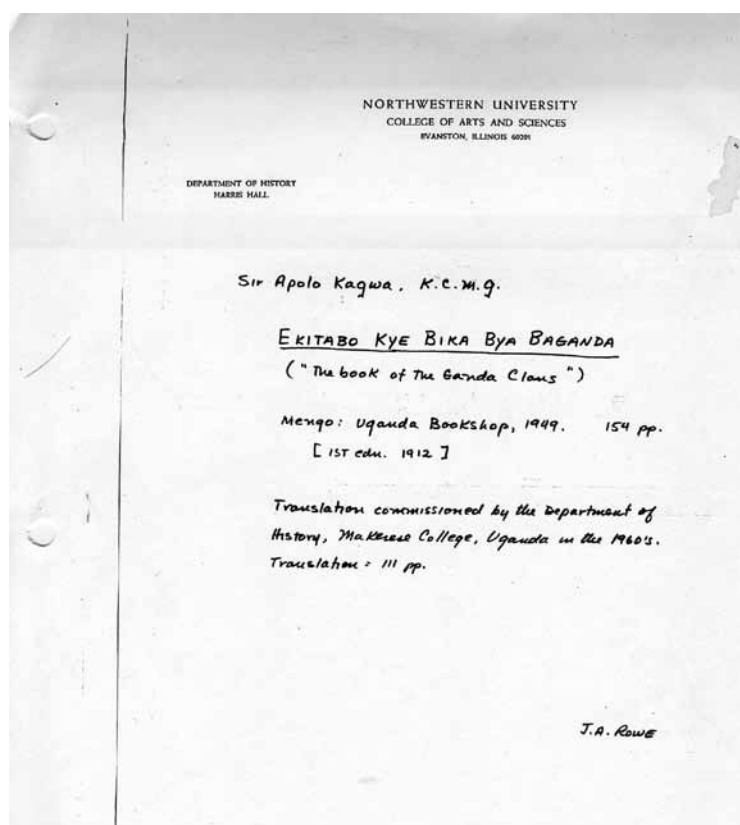 NORTHWESTERN UNIVERSITY
COLLEGE OF ARTS AND SCIENCES
EVANSTON, ILLINOIS 60201
DEPARTMENT OF HISTORY
HARRIS HALL
Sir Apolo Kagwa, K.C.M.G.
EKITABO KYE BIKA BYA BAGANDA
("The book of The Ganda Clans")
Mengo: Uganda Bookshop, 1949. 154 pp.
[1ST edn. 1912]
Translation commissioned by the Department of
History, Makerese College, Uganda in the 1960's.
Translation = 111 pp.
J.A. ROWE